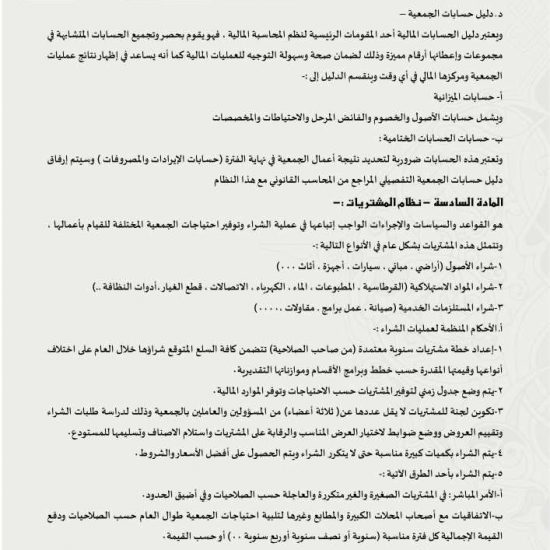 د. دليل حسابات الجمعية –
ويعتبر دليل الحسابات المالية أحد المقومات الرئيسية لنظم المحاسبة المالية ، فهو يقوم بحصر وتجميع الحسابات المتشابهة في
مجموعات وإعطائها أرقام مميزة وذلك لضمان صحة وسهولة التوجيه للعمليات المالية كما أنه يساعد في إظهار نتائج عمليات
الجمعية ومركزها المالي في أي وقت وينقسم الدليل إلى :-
أ- حسابات الميزانية
ويشمل حسابات الأصول والخصوم والفائض المرحل والاحتياطات والمخصصات
ب- حسابات الحسابات الختامية :
وتعتبر هذه الحسابات ضرورية لتحديد نتيجة أعمال الجمعية في نهاية الفترة (حسابات الإيرادات والمصروفات ) وسيتم إرفاق
دليل حسابات الجمعية التفصيلي المراجع من المحاسب القانوني مع هذا النظام
المادة السادسة – نظام المشتريات :-
هو القواعد والسياسات والإجراءات الواجب إتباعها في عملية الشراء وتوفير احتياجات الجمعية المختلفة للقيام بأعمالها ،
وتتمثل هذه المشتريات بشكل عام في الأنواع التالية :-
١-شراء الأصول (أراضي ، مباني ، سيارات ، أجهزة ، أثاث ٠٠٠)
٢-شراء المواد الاستهلاكية (القرطاسية ، المطبوعات ، الماء ، الكهرباء ، الاتصالات ، قطع الغيار ،أدوات النظافة ..)
٣-شراء المستلزمات الخدمية (صيانة ، عمل برامج ، مقاولات ،٠٠٠٠)
أ. الأحكام المنظمة لعمليات الشراء :-
١-إعداد خطة مشتريات سنوية معتمدة (من صاحب الصلاحية) تتضمن كافة السلع المتوقع شراؤها خلال العام على اختلاف
أنواعها وقيمتها المقدرة حسب خطط وبرامج الأقسام وموازناتها التقديرية٠
٢-يتم وضع جدول زمني لتوفير المشتريات حسب الاحتياجات وتوفر الموارد المالية٠
٣-تكوين لجنة للمشتريات لا يقل عددها عن( ثلاثة أعضاء) من المسؤولين والعاملين بالجمعية وذلك لدراسة طلبات الشراء
وتقييم العروض ووضع ضوابط لاختيار العرض المناسب والرقابة على المشتريات واستلام الاصناف وتسليمها للمستودع٠
٤-يتم الشراء بكميات كبيرة مناسبة حتى لا يتكرر الشراء ويتم الحصول على أفضل الأسعار والشروط٠
٥-يتم الشراء بأحد الطرق الآتية :-
أ-الأمر المباشر : في المشتريات الصغيرة والغير متكررة والعاجلة حسب الصلاحيات وفي أضيق الحدود٠
ب-الاتفاقيات مع أصحاب المحلات الكبيرة والمطابع وغيرها لتلبية احتياجات الجمعية طوال العام حسب الصلاحيات ودفع
القيمة الإجمالية كل فترة مناسبة (سنوية أو نصف سنوية أو ربع سنوية ٠٠) أو حسب القيمة٠